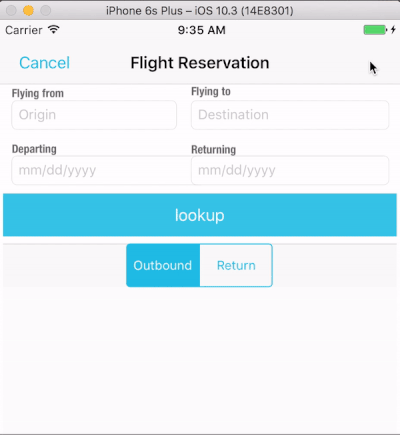 iPhone 6s Plus – iOS 10.3 (14E8301)
Carrier 9:35 AM
Cancel Flight Reservation
Flying from Flying to
Origin Destination
Departing Returning
mm/dd/yyyy mm/dd/yyyy
lookup
Outbound Return